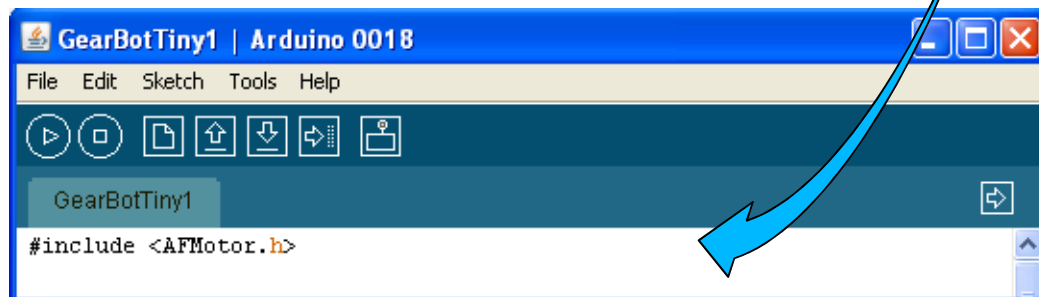 GearBotTiny1 | Arduino 0018
File Edit Sketch Tools Help
GearBotTiny1
#include <AFMotor.h>